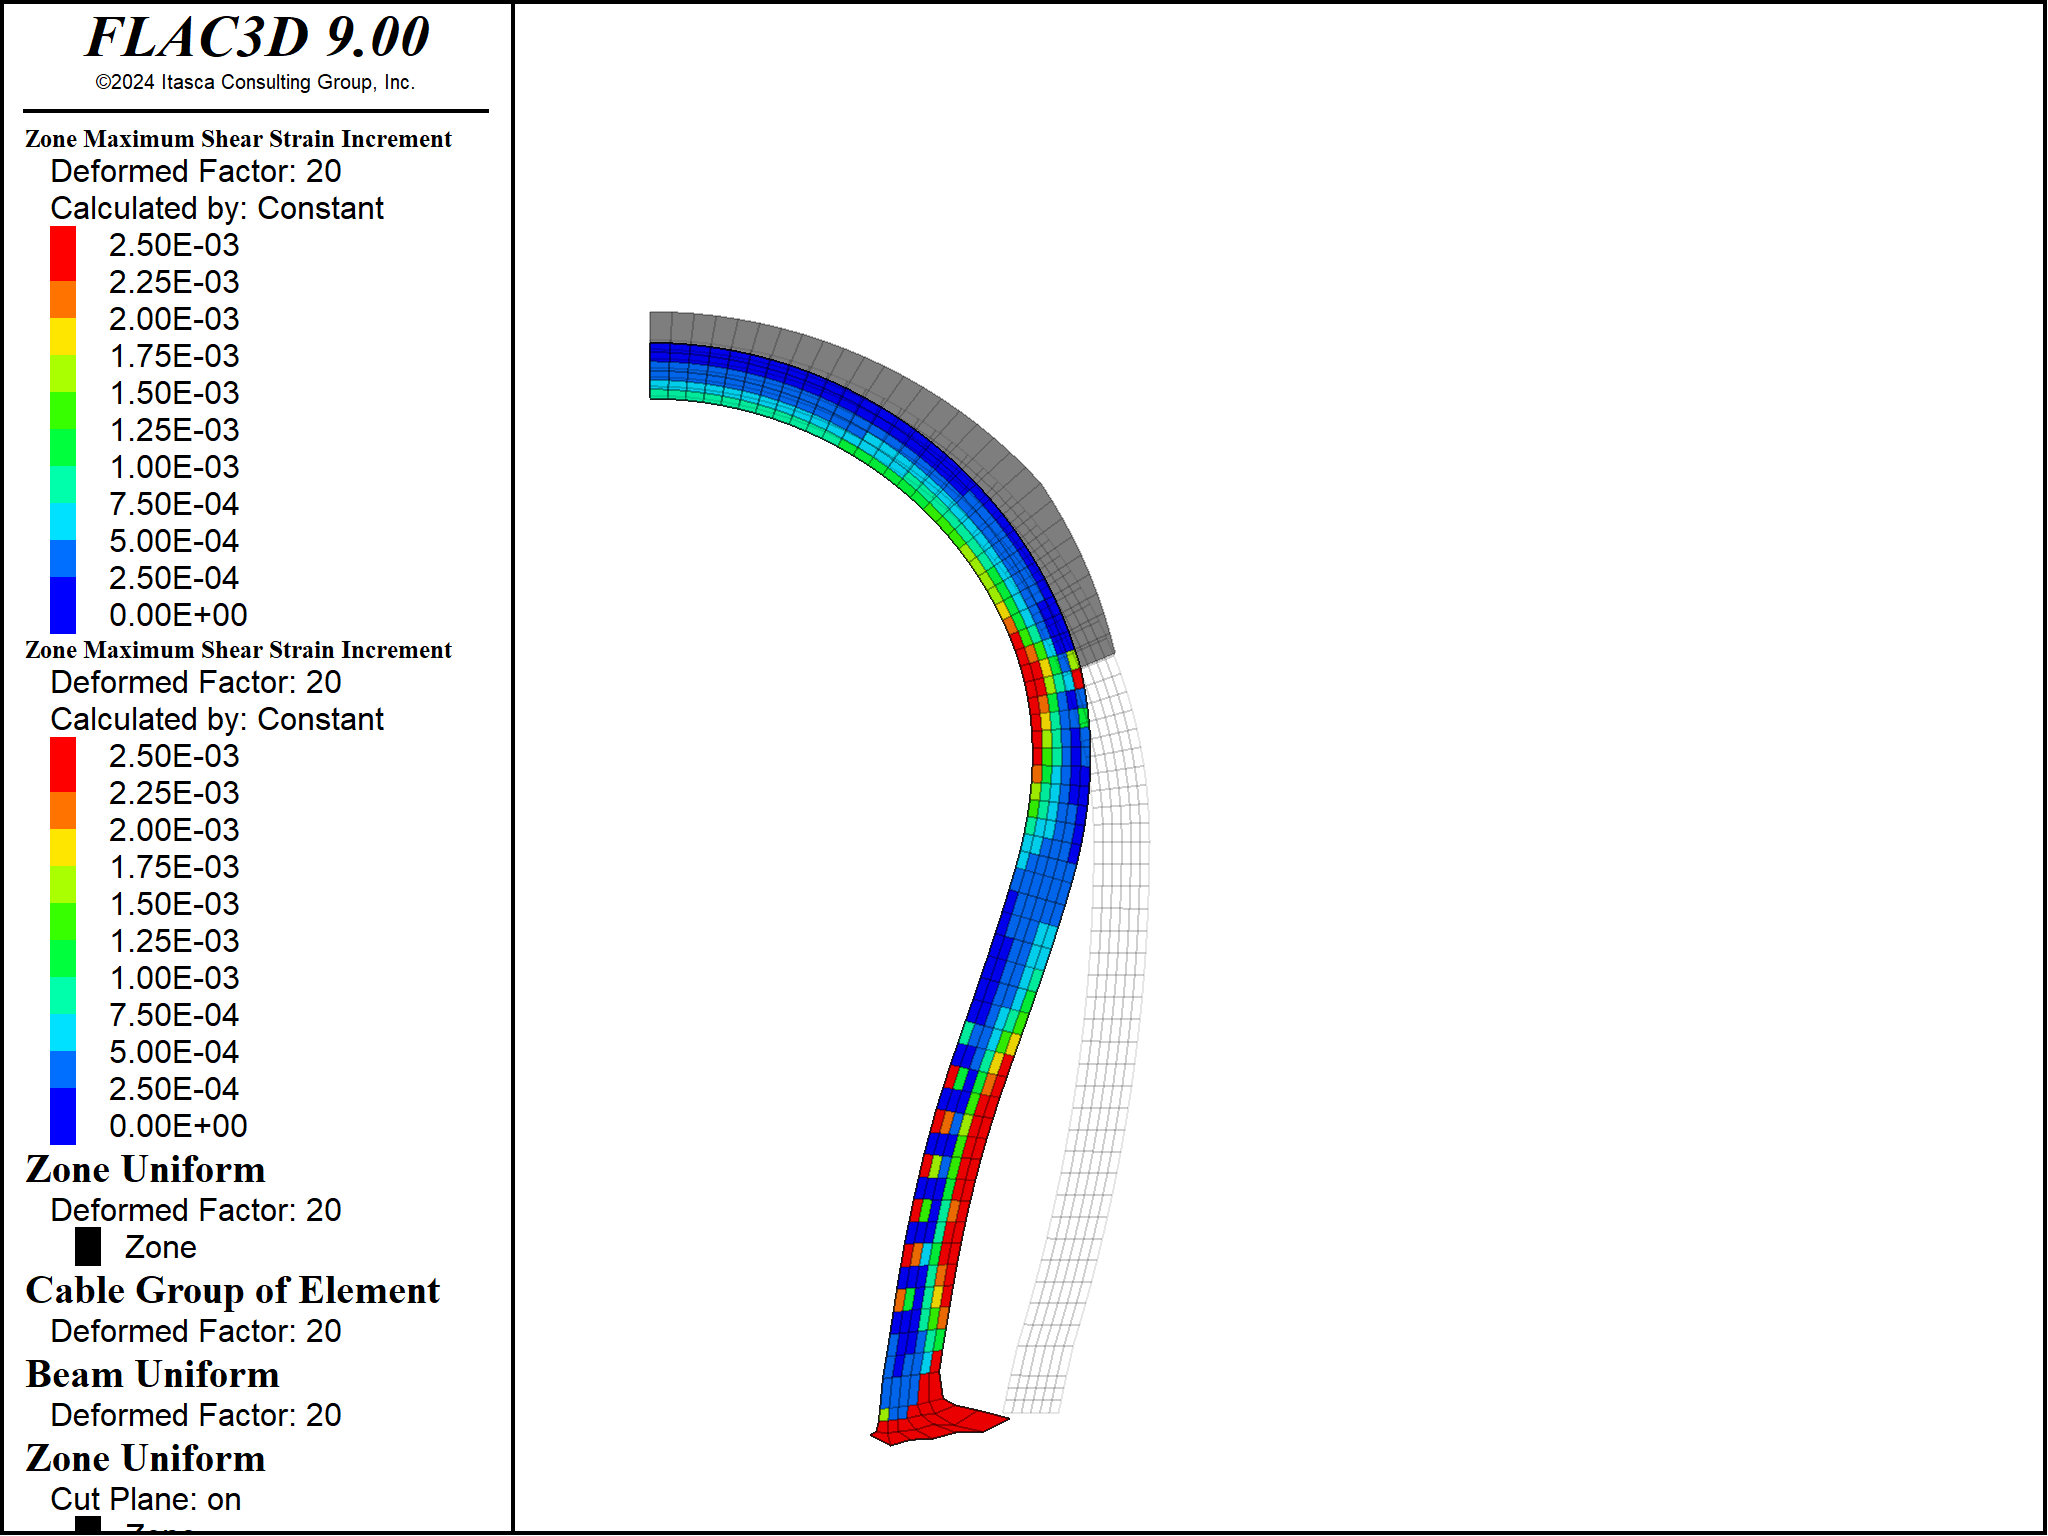 FLAC3D 9.00
©2024 Itasca Consulting Group, Inc.
Zone Maximum Shear Strain Increment
Deformed Factor: 20
Calculated by: Constant
2.50E-03
2.25E-03
2.00E-03
1.75E-03
1.50E-03
1.25E-03
1.00E-03
7.50E-04
5.00E-04
2.50E-04
0.00E+00
Zone Maximum Shear Strain Increment
Deformed Factor: 20
Calculated by: Constant
2.50E-03
2.25E-03
2.00E-03
1.75E-03
1.50E-03
1.25E-03
1.00E-03
7.50E-04
5.00E-04
2.50E-04
0.00E+00
Zone Uniform
Deformed Factor: 20
Zone
Cable Group of Element
Deformed Factor: 20
Beam Uniform
Deformed Factor: 20
Zone Uniform
Cut Plane: on
Zone